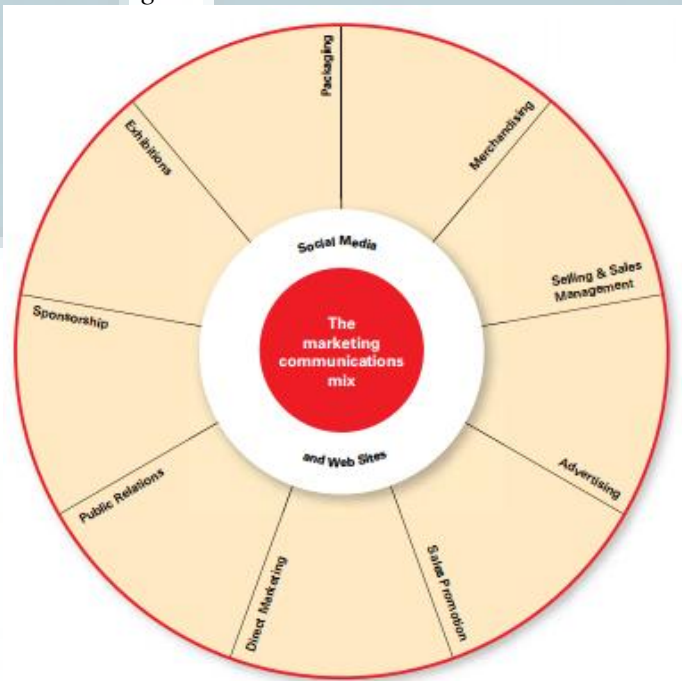 Packaging
Merchandising
Selling & Sales
Management
Advertising
Sales Promotion
Direct Marketing
Public Relations
Sponsorship
Exhibitions
Social Media
and Web Sites
The
marketing
communications
mix